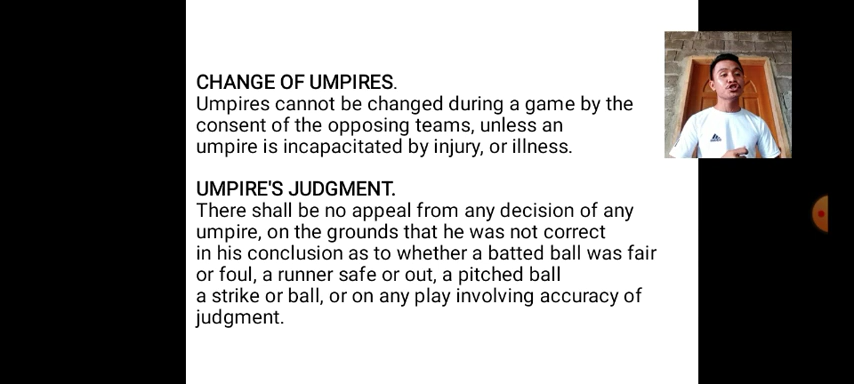 CHANGE OF UMPIRES.
Umpires cannot be changed during a game by the
consent of the opposing teams, unless an
umpire is incapacitated by injury, or illness.
UMPIRE'S JUDGMENT.
There shall be no appeal from any decision of any
umpire, on the grounds that he was not correct
in his conclusion as to whether a batted ball was fair
or foul, a runner safe or out, a pitched ball
a strike or ball, or on any play involving accuracy of
judgment.